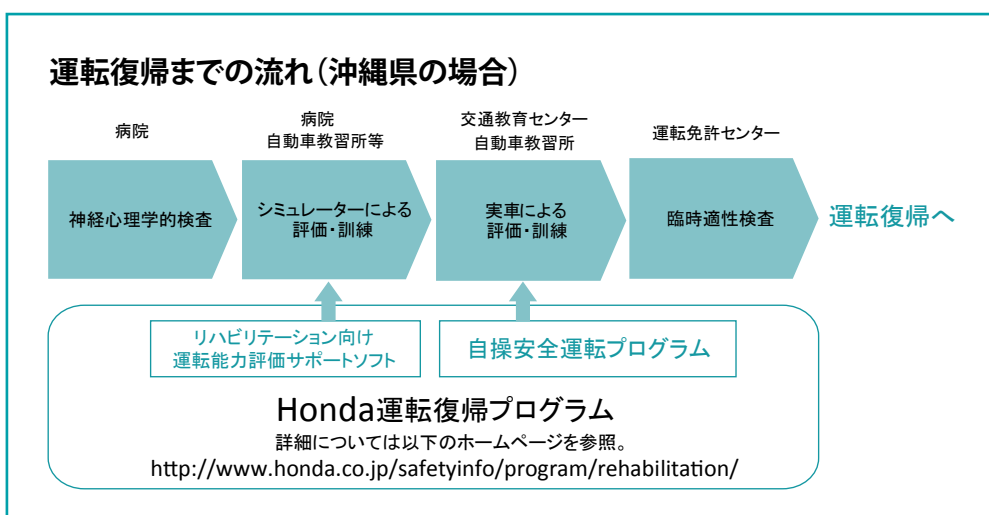 運転復帰までの流れ（沖縄県の場合）
病院
神経心理学的検査
病院
自動車教習所等
シミュレーターによる
評価・訓練
交通教育センター
自動車教習所
実車による
評価・訓練
運転免許センター
臨時適性検査
運転復帰へ
リハビリテーション向け
運転能力評価サポートソフト
自操安全運転プログラム
Honda運転復帰プログラム
詳細については以下のホームページを参照。
http://www.honda.co.jp/safetyinfo/program/rehabilitation/